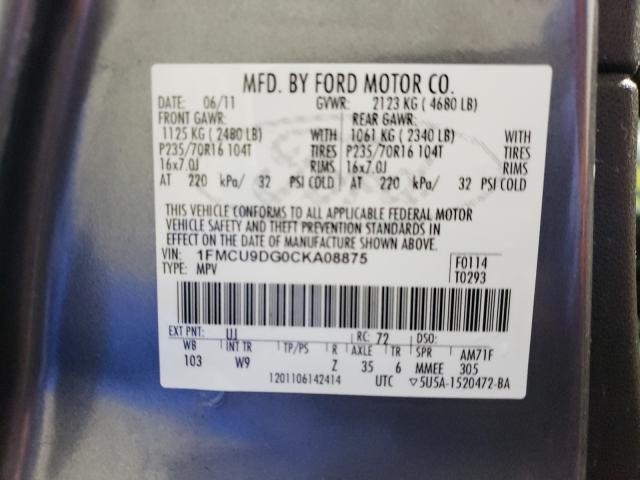 MFD. BY FORD MOTOR CO.
DATE: 06/11 GVWR: 2123 KG ( 4680 LB)
FRONT GAWR: REAR GAWR:
1125 KG ( 2480 LB) WITH 1061 KG ( 2340 LB) WITH
P235/70R16 104T TIRES P235/70R16 104T TIRES
16x7.0J RIMS 16x7.0J RIMS
AT 220 kPa/ 32 PSI COLD AT 220 kPa/ 32 PSI COLD
THIS VEHICLE CONFORMS TO ALL APPLICABLE FEDERAL MOTOR
VEHICLE SAFETY AND THEFT PREVENTION STANDARDS IN
EFFECT ON THE DATE OF MANUFACTURE SHOWN ABOVE.
VIN: 1FMCU9DG0CKA08875 F0114
TYPE: MPV T0293
EXT PNT: UJ RC: 72 DSO:
WB INT TR TP/PS R AXLE TR SPR AM71F
103 W9 Z 35 6 MMEE 305
1201106142414 UTC ▽5U5A-1520472-BA